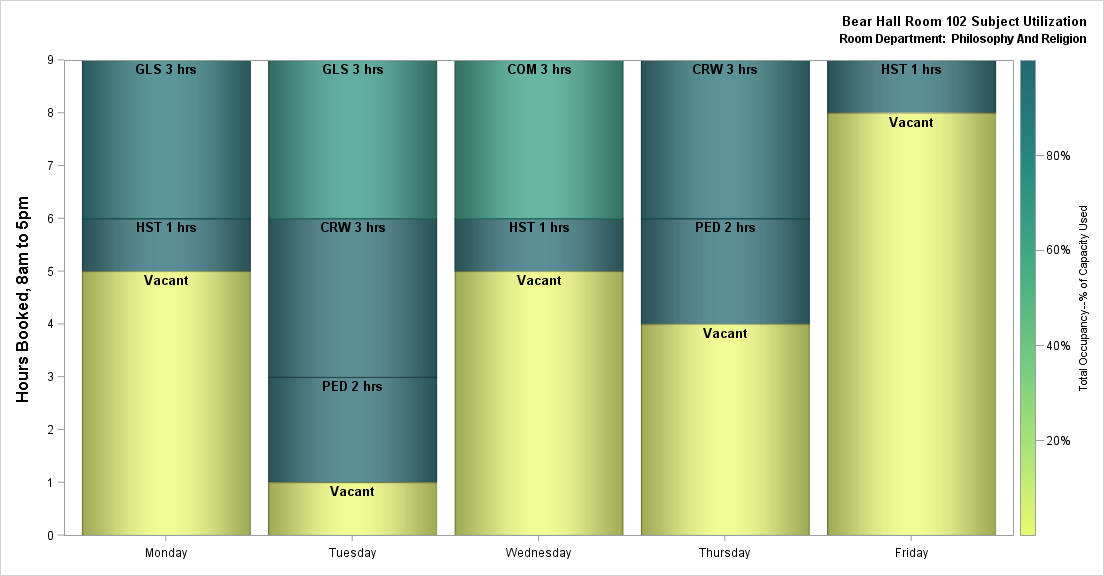 Bear Hall Room 102 Subject Utilization
Room Department: Philosophy And Religion
Hours Booked, 8am to 5pm
9
8
7
6
5
4
3
2
1
0
GLS 3 hrs
HST 1 hrs
Vacant
GLS 3 hrs
CRW 3 hrs
PED 2 hrs
Vacant
COM 3 hrs
HST 1 hrs
Vacant
CRW 3 hrs
PED 2 hrs
Vacant
HST 1 hrs
Vacant
Monday
Tuesday
Wednesday
Thursday
Friday
80%
60%
40%
20%
Total Occupancy--% of Capacity Used